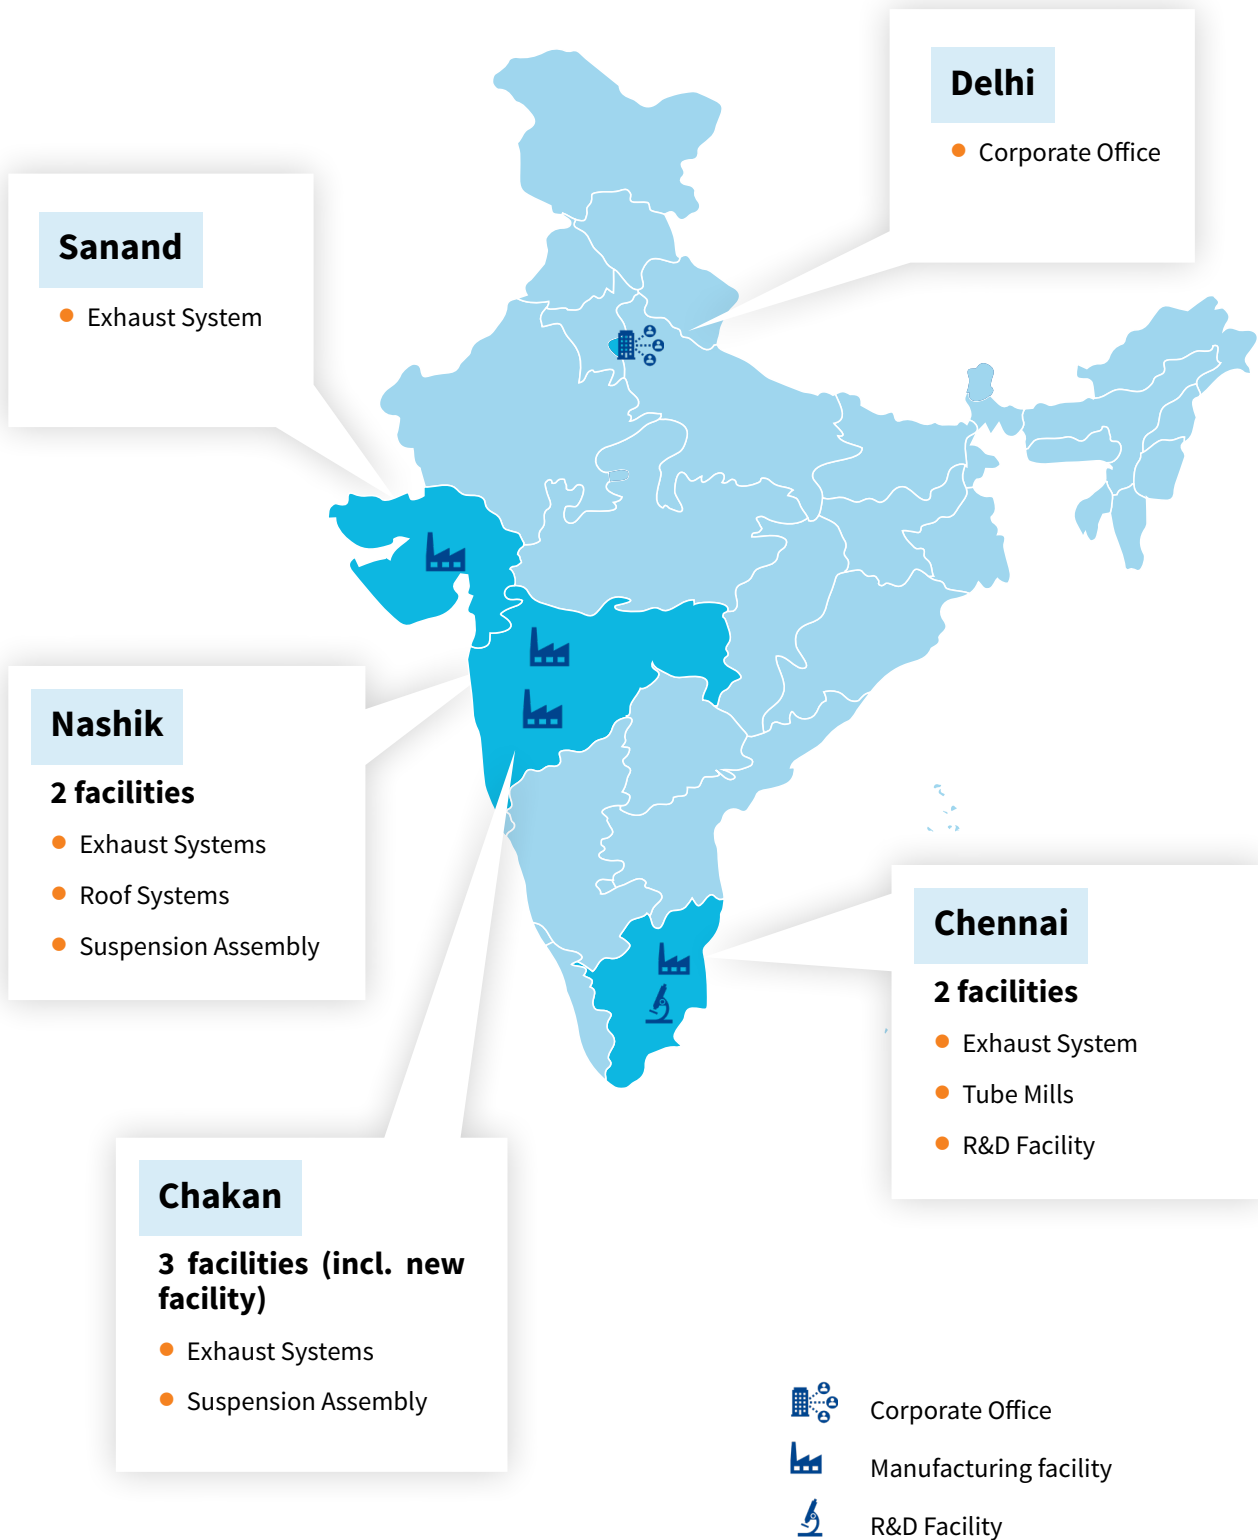 Delhi
Corporate Office
Sanand
Exhaust System
Nashik
2 facilities
Exhaust Systems
Roof Systems
Suspension Assembly
Chennai
2 facilities
Exhaust System
Tube Mills
R&D Facility
Chakan
3 facilities (incl. new
facility)
Exhaust Systems
Suspension Assembly
Corporate Office
Manufacturing facility
R&D Facility